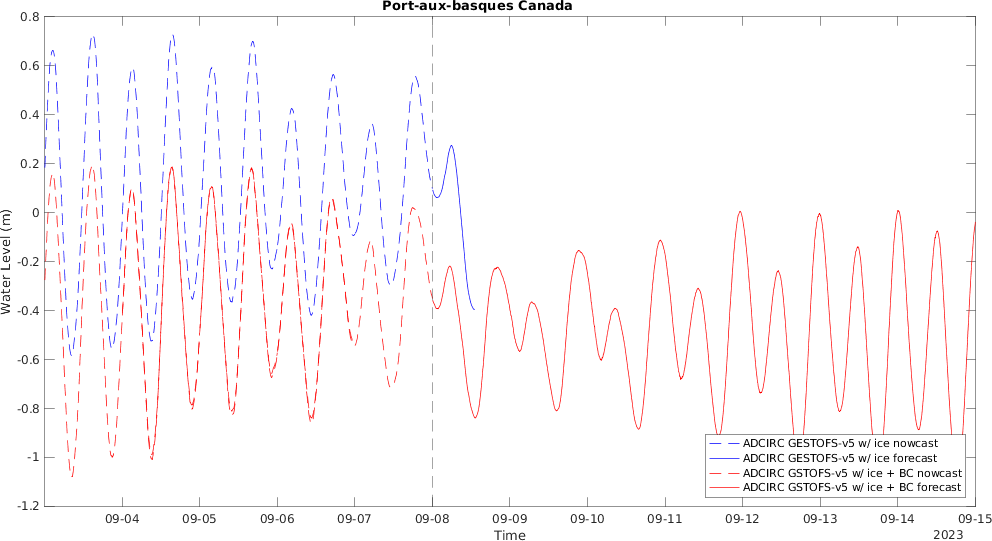 Port-aux-basques Canada
0.8
0.6
0.4
0.2
0
-0.2
-0.4
-0.6
-0.8
-1
-1.2
Water Level (m)
ADCIRC GESTOFS-v5 w/ ice nowcast
ADCIRC GESTOFS-v5 w/ ice forecast
ADCIRC GSTOFS-v5 w/ ice + BC nowcast
ADCIRC GSTOFS-v5 w/ ice + BC forecast
09-04 09-05 09-06 09-07 09-08 09-09 09-10 09-11 09-12 09-13 09-14 09-15
Time
2023